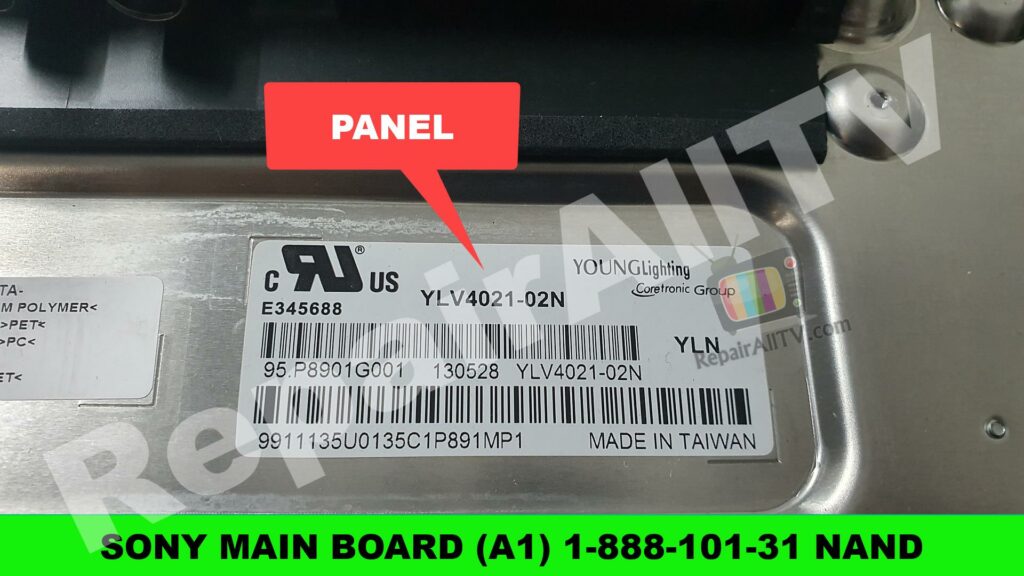 PANEL
c RU ® US
E345688
YLV4021-02N
YOUNGLighting
Coretronic Group
YLN
95.P8901G001 130528 YLV4021-02N
9911135U0135C1P891MP1 MADE IN TAIWAN
TA-
M POLYMER<
>PET<
>PC<
ET<
RepairAllTv
RepairAllTV.com
SONY MAIN BOARD (A1) 1-888-101-31 NAND